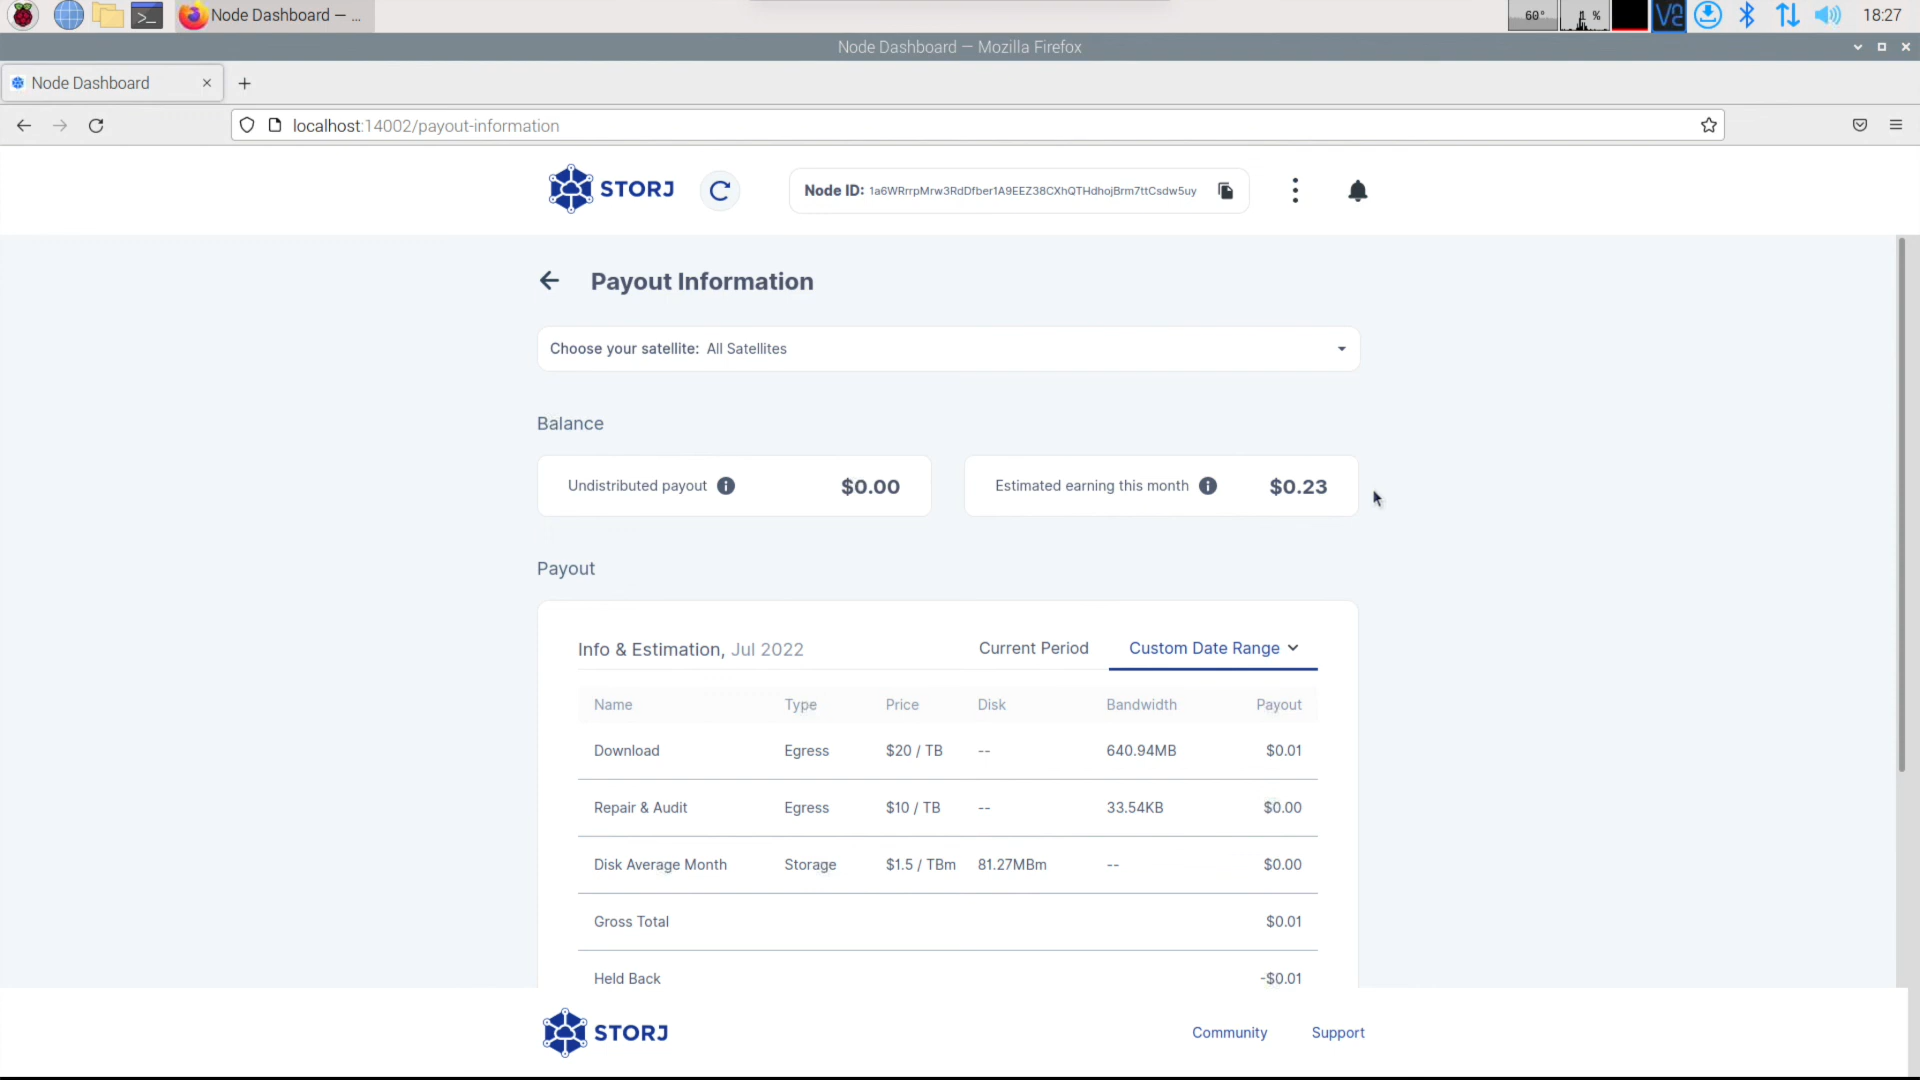 Node Dashboard — ...
60°
1 %
18:27
Node Dashboard — Mozilla Firefox
Node Dashboard
localhost:14002/payout-information
STORJ
Node ID: 1a6WRrrpMrw3RdDfber1A9EEZ38CXhQTHdhojBrm7ttCsdw5uy
Payout Information
Choose your satellite: All Satellites
Balance
Undistributed payout $0.00
Estimated earning this month $0.23
Payout
Info & Estimation, Jul 2022
Current Period
Custom Date Range
Name Type Price Disk Bandwidth Payout
Download Egress $20 / TB -- 640.94MB $0.01
Repair & Audit Egress $10 / TB -- 33.54KB $0.00
Disk Average Month Storage $1.5 / TBm 81.27MBm -- $0.00
Gross Total $0.01
Held Back -$0.01
STORJ
Community
Support